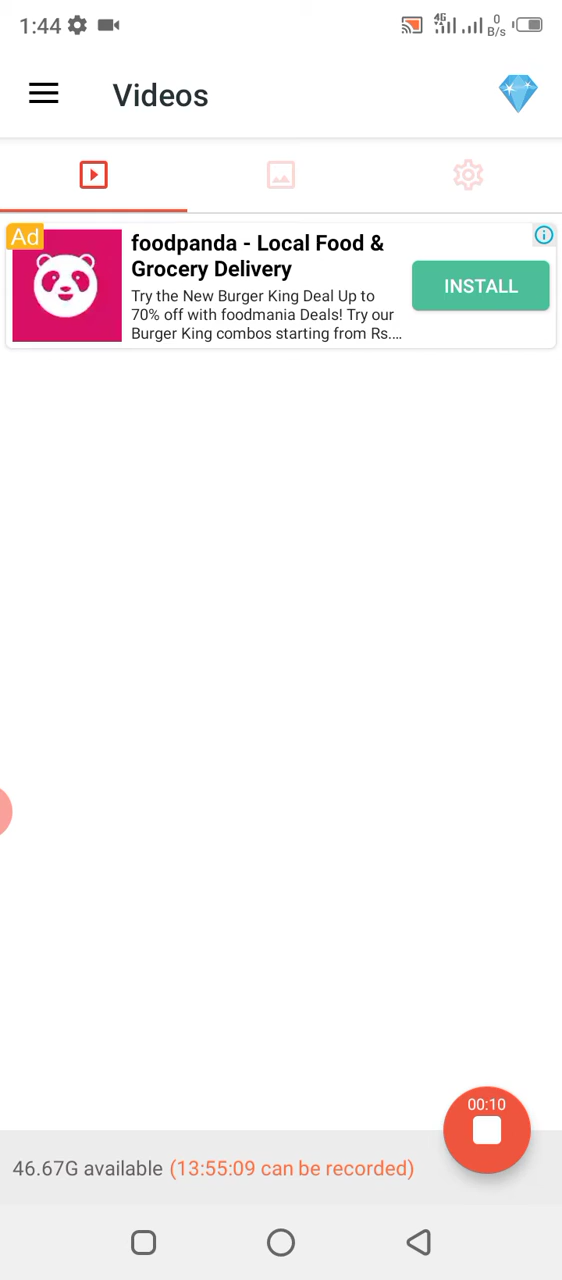 1:44
4G
0
B/s
Videos
Ad
foodpanda - Local Food &
Grocery Delivery
Try the New Burger King Deal Up to
70% off with foodmania Deals! Try our
Burger King combos starting from Rs....
INSTALL
00:10
46.67G available (13:55:09 can be recorded)